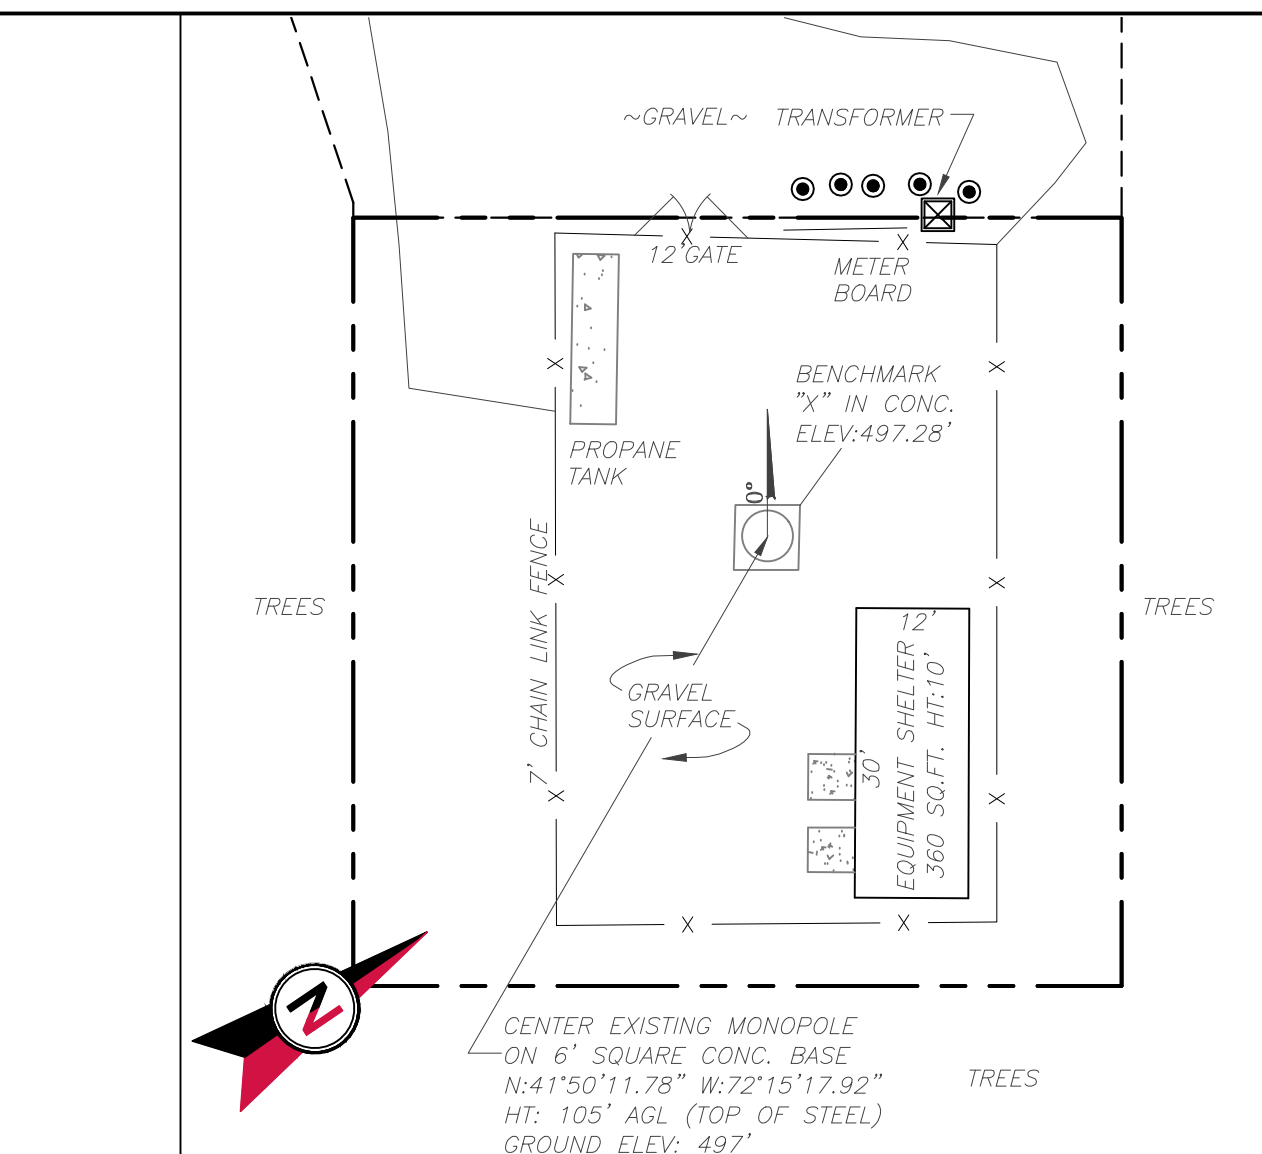 ~GRAVEL~ TRANSFORMER
12'GATE
METER
BOARD
BENCHMARK
"X" IN CONC.
ELEV:497.28'
PROPANE
TANK
0°
7' CHAIN LINK FENCE
TREES
TREES
12'
EQUIPMENT SHELTER
360 SQ.FT. HT:10'
30'
GRAVEL
SURFACE
N
CENTER EXISTING MONOPOLE
ON 6' SQUARE CONC. BASE
N:41°50'11.78" W:72°15'17.92"
HT: 105' AGL (TOP OF STEEL)
GROUND ELEV: 497'
TREES